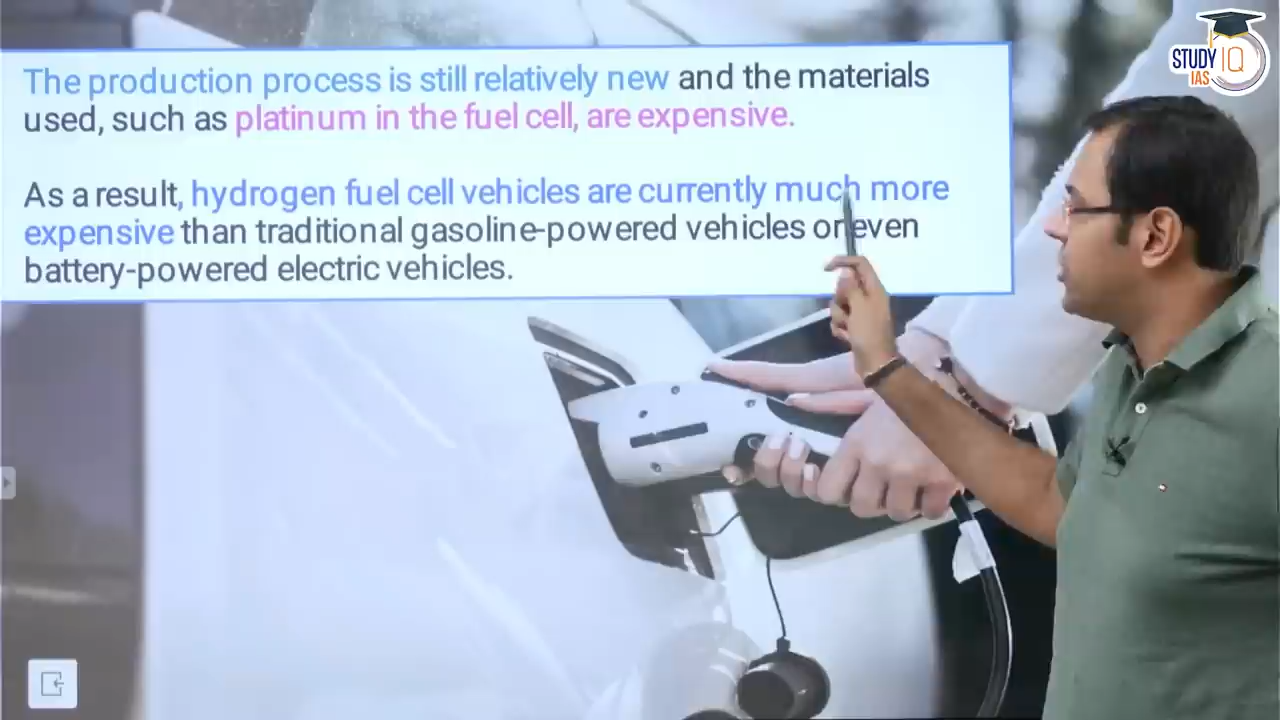 The production process is still relatively new and the materials
used, such as platinum in the fuel cell, are expensive.
As a result, hydrogen fuel cell vehicles are currently much more
expensive than traditional gasoline-powered vehicles or even
battery-powered electric vehicles.
STUDY IQ
IAS